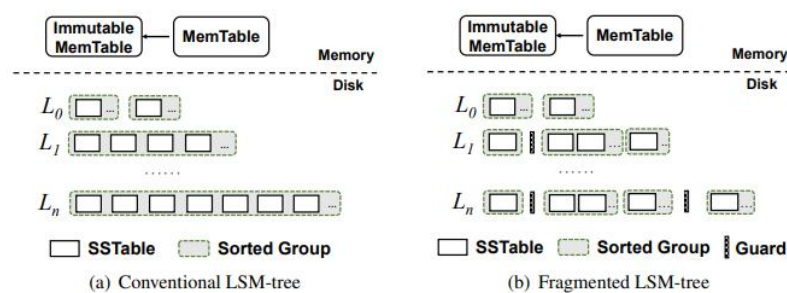 Immutable
MemTable
MemTable
Memory
Disk
L0 ... ...
L1 ...
......
Ln ...
SSTable Sorted Group
(a) Conventional LSM-tree
Immutable
MemTable
MemTable
Memory
Disk
L0 ... ...
L1 ... ...
......
Ln ... ... ...
SSTable Sorted Group Guard
(b) Fragmented LSM-tree